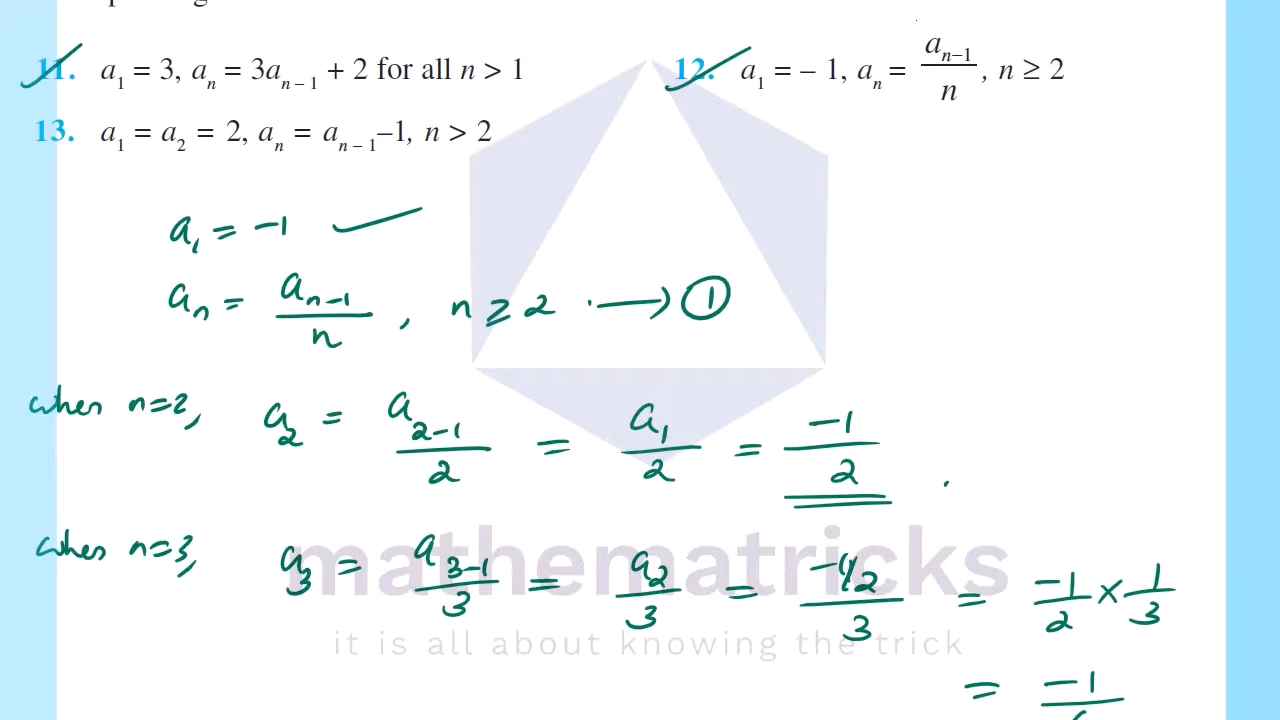 11. a₁ = 3, aₙ = 3aₙ₋₁ + 2 for all n > 1
12. a₁ = – 1, aₙ = aₙ₋₁/n, n ≥ 2
13. a₁ = a₂ = 2, aₙ = aₙ₋₁–1, n > 2
a₁ = -1
aₙ = aₙ₋₁/n, n ≥ 2 → ①
when n=2, a₂ = a₂₋₁/2 = a₁/2 = -1/2
when n=3, a₃ = a₃₋₁/3 = a₂/3 = (-1/2)/3 = -1/2 × 1/3
= -1/
mathematricks
it is all about knowing the trick